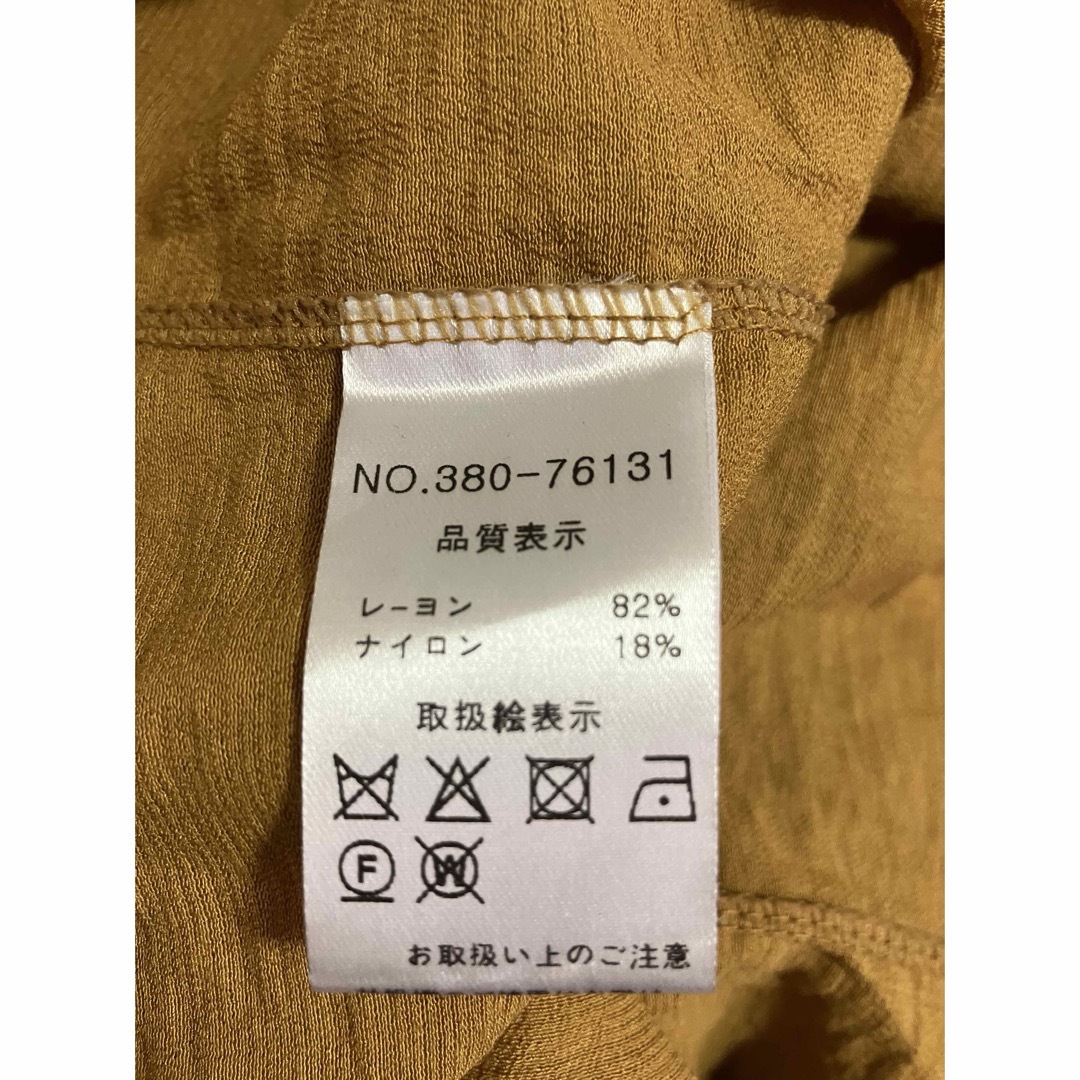 NO.380-76131
品質表示
レーヨン 82%
ナイロン 18%
取扱絵表示
F W
お取扱い上のご注意